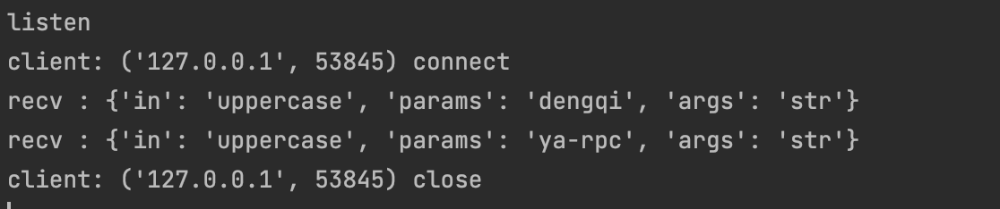 listen
client: ('127.0.0.1', 53845) connect
recv : {'in': 'uppercase', 'params': 'dengqi', 'args': 'str'}
recv : {'in': 'uppercase', 'params': 'ya-rpc', 'args': 'str'}
client: ('127.0.0.1', 53845) close